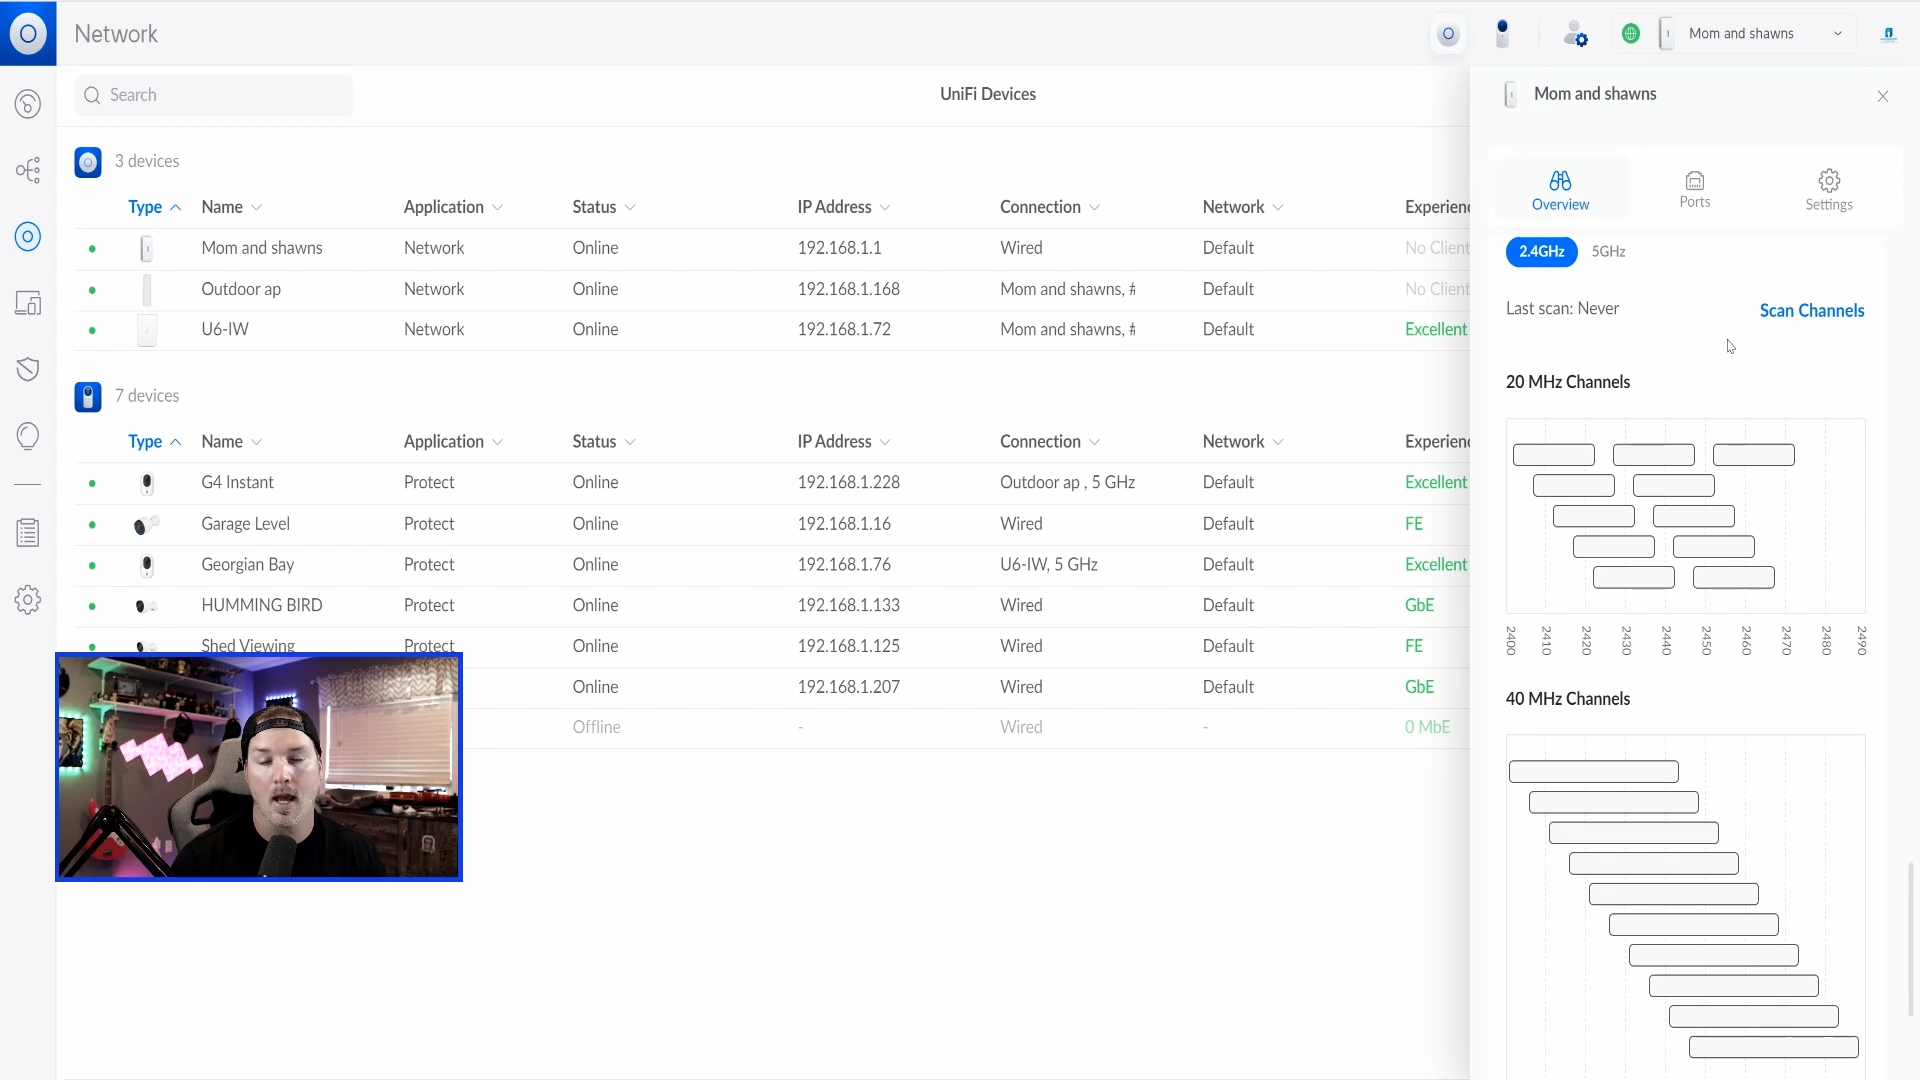 Network
Mom and shawns
Search
UniFi Devices
3 devices
Type Name Application Status IP Address Connection Network Experienc
Mom and shawns Network Online 192.168.1.1 Wired Default No Client
Outdoor ap Network Online 192.168.1.168 Mom and shawns, # Default No Client
U6-IW Network Online 192.168.1.72 Mom and shawns, # Default Excellent
7 devices
Type Name Application Status IP Address Connection Network Experienc
G4 Instant Protect Online 192.168.1.228 Outdoor ap , 5 GHz Default Excellent
Garage Level Protect Online 192.168.1.16 Wired Default FE
Georgian Bay Protect Online 192.168.1.76 U6-IW, 5 GHz Default Excellent
HUMMING BIRD Protect Online 192.168.1.133 Wired Default GbE
Shed Viewing Protect Online 192.168.1.125 Wired Default FE
Online 192.168.1.207 Wired Default GbE
Offline - Wired - 0 MbE
Mom and shawns
Overview Ports Settings
2.4GHz 5GHz
Last scan: Never Scan Channels
20 MHz Channels
2400 2410 2420 2430 2440 2450 2460 2470 2480 2490
40 MHz Channels